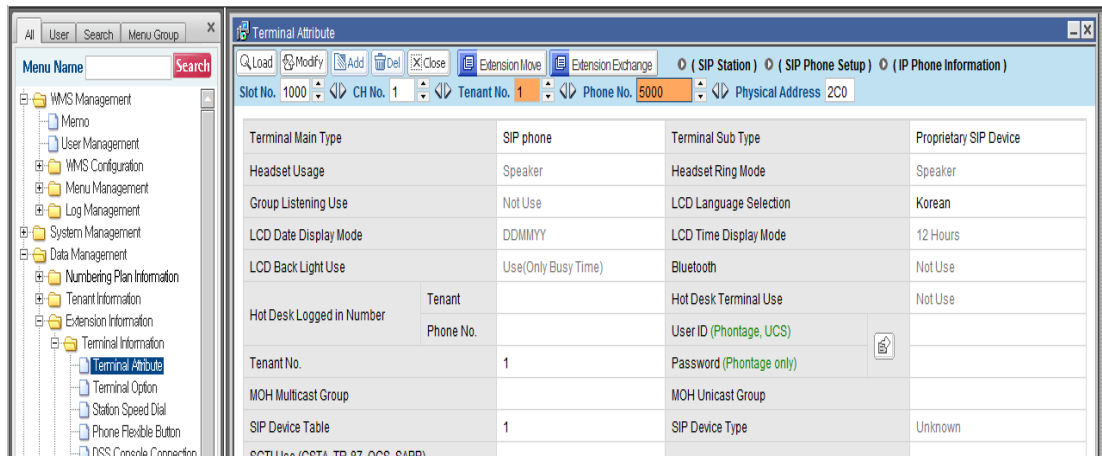 All User Search Menu Group X
Menu Name Search
WMS Management
Memo
User Management
WMS Configuration
Menu Management
Log Management
System Management
Data Management
Numbering Plan Information
Tenant Information
Extension Information
Terminal Information
Terminal Attribute
Terminal Option
Station Speed Dial
Phone Flexible Button
DSS Console Connection
Terminal Attribute
Load Modify Add Del Close Extension Move Extension Exchange ( SIP Station ) ( SIP Phone Setup ) ( IP Phone Information )
Slot No. 1000 CH No. 1 Tenant No. 1 Phone No. 5000 Physical Address 2C0
Terminal Main Type SIP phone Terminal Sub Type Proprietary SIP Device
Headset Usage Speaker Headset Ring Mode Speaker
Group Listening Use Not Use LCD Language Selection Korean
LCD Date Display Mode DDMMYY LCD Time Display Mode 12 Hours
LCD Back Light Use Use(Only Busy Time) Bluetooth Not Use
Hot Desk Logged in Number Tenant Hot Desk Terminal Use Not Use
Phone No. User ID (Phontage, UCS)
Tenant No. 1 Password (Phontage only)
MOH Multicast Group MOH Unicast Group
SIP Device Table 1 SIP Device Type Unknown